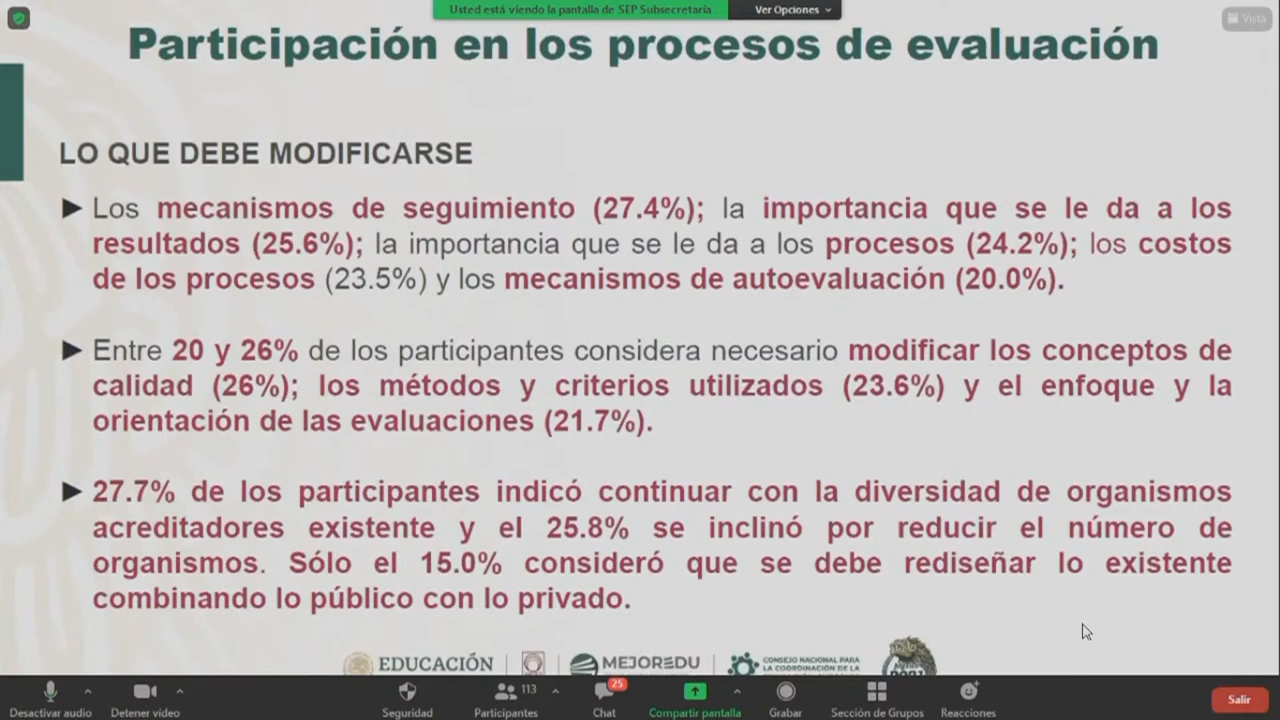 Usted está viendo la pantalla de SEP Subsecretaría
Ver Opciones
Vista
Participación en los procesos de evaluación
LO QUE DEBE MODIFICARSE
► Los mecanismos de seguimiento (27.4%); la importancia que se le da a los
resultados (25.6%); la importancia que se le da a los procesos (24.2%); los costos
de los procesos (23.5%) y los mecanismos de autoevaluación (20.0%).
► Entre 20 y 26% de los participantes considera necesario modificar los conceptos de
calidad (26%); los métodos y criterios utilizados (23.6%) y el enfoque y la
orientación de las evaluaciones (21.7%).
► 27.7% de los participantes indicó continuar con la diversidad de organismos
acreditadores existente y el 25.8% se inclinó por reducir el número de
organismos. Sólo el 15.0% consideró que se debe rediseñar lo existente
combinando lo público con lo privado.
EDUCACIÓN
MEJOREDU
CONSEJO NACIONAL PARA
LA COORDINACIÓN DE LA
113
25
Desactivar audio
Detener video
Seguridad
Participantes
Chat
Compartir pantalla
Grabar
Sección de Grupos
Reacciones
Salir